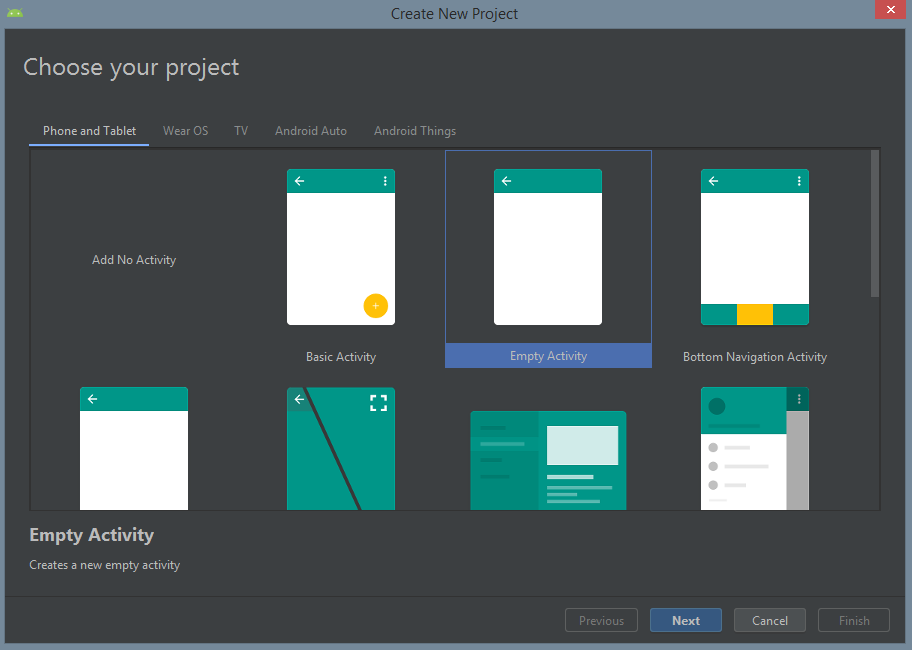 Create New Project
Choose your project
Phone and Tablet
Wear OS
TV
Android Auto
Android Things
Add No Activity
Basic Activity
Empty Activity
Bottom Navigation Activity
Empty Activity
Creates a new empty activity
Previous
Next
Cancel
Finish